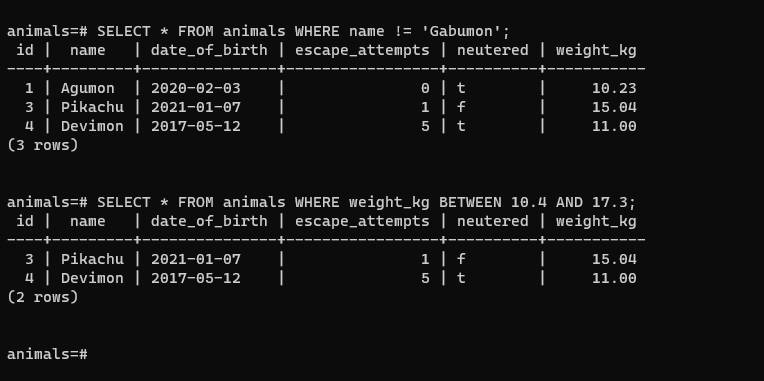 animals=# SELECT * FROM animals WHERE name != 'Gabumon';
 id |  name   | date_of_birth | escape_attempts | neutered | weight_kg
----+---------+---------------+-----------------+----------+-----------
  1 | Agumon  | 2020-02-03    |               0 | t        |     10.23
  3 | Pikachu | 2021-01-07    |               1 | f        |     15.04
  4 | Devimon | 2017-05-12    |               5 | t        |     11.00
(3 rows)
animals=# SELECT * FROM animals WHERE weight_kg BETWEEN 10.4 AND 17.3;
 id |  name   | date_of_birth | escape_attempts | neutered | weight_kg
----+---------+---------------+-----------------+----------+-----------
  3 | Pikachu | 2021-01-07    |               1 | f        |     15.04
  4 | Devimon | 2017-05-12    |               5 | t        |     11.00
(2 rows)
animals=#